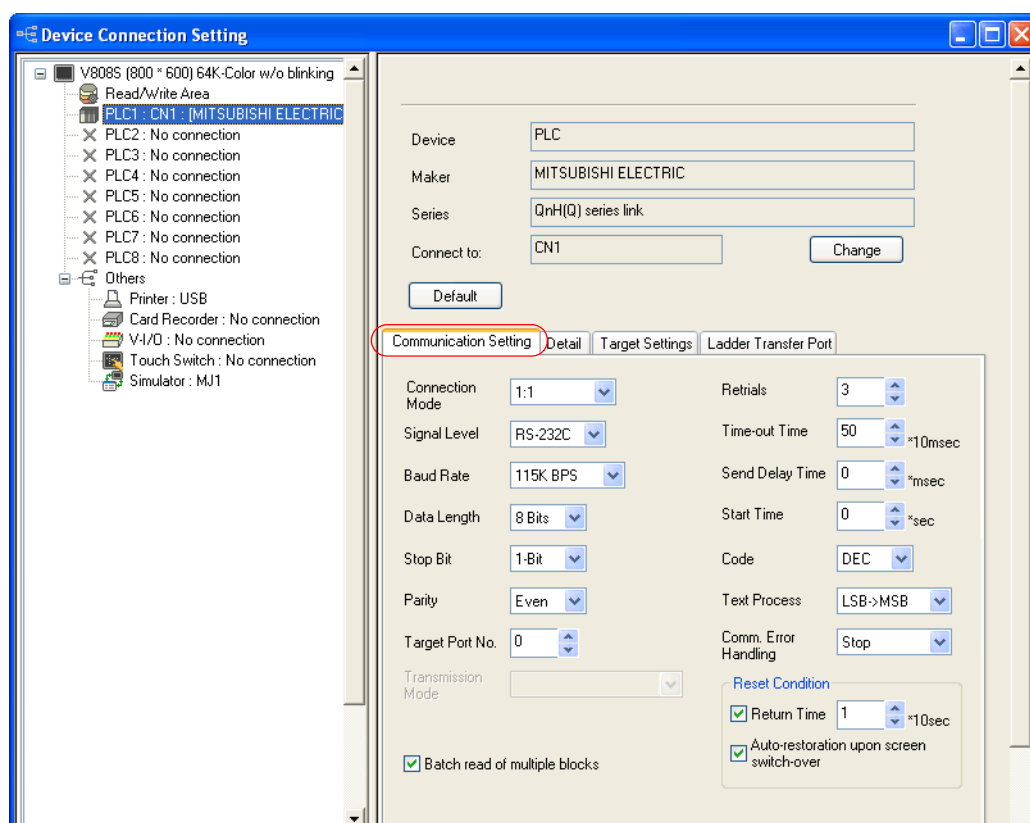 Device Connection Setting
V808S (800 * 600) 64K-Color w/o blinking
Read/Write Area
PLC1 : CN1 : [MITSUBISHI ELECTRIC
PLC2 : No connection
PLC3 : No connection
PLC4 : No connection
PLC5 : No connection
PLC6 : No connection
PLC7 : No connection
PLC8 : No connection
Others
Printer : USB
Card Recorder : No connection
V-I/O : No connection
Touch Switch : No connection
Simulator : MJ1
Device PLC
Maker MITSUBISHI ELECTRIC
Series QnH(Q) series link
Connect to: CN1 Change
Default
Communication Setting Detail Target Settings Ladder Transfer Port
Connection
Mode
1:1
Signal Level RS-232C
Baud Rate 115K BPS
Data Length 8 Bits
Stop Bit 1-Bit
Parity Even
Target Port No. 0
Transmission
Mode
Batch read of multiple blocks
Retrials 3
Time-out Time 50 *10msec
Send Delay Time 0 *msec
Start Time 0 *sec
Code DEC
Text Process LSB->MSB
Comm. Error
Handling
Stop
Reset Condition
Return Time 1 *10sec
Auto-restoration upon screen
switch-over